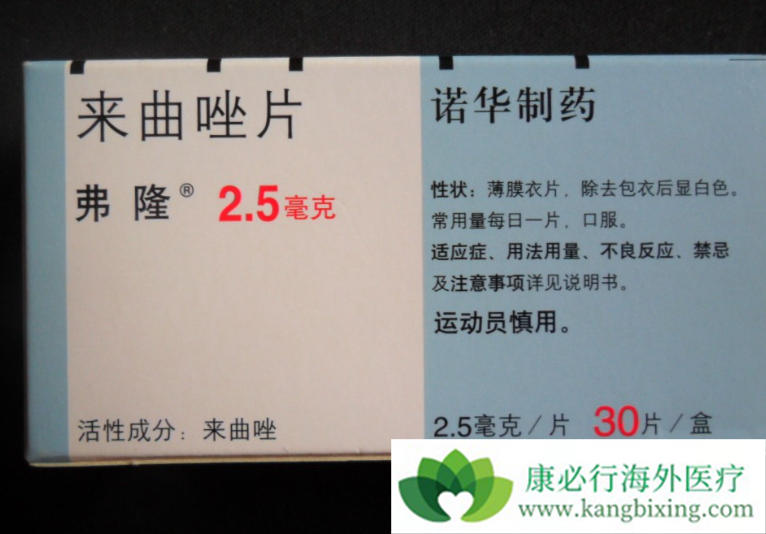 来曲唑片
弗隆® 2.5毫克
活性成分：来曲唑
诺华制药
性状：薄膜衣片，除去包衣后显白色。
常用量每日一片，口服。
适应症、用法用量、不良反应、禁忌
及注意事项详见说明书。
运动员慎用。
2.5毫克/片 30片/盒
康必行海外医疗
www.kangbixing.com